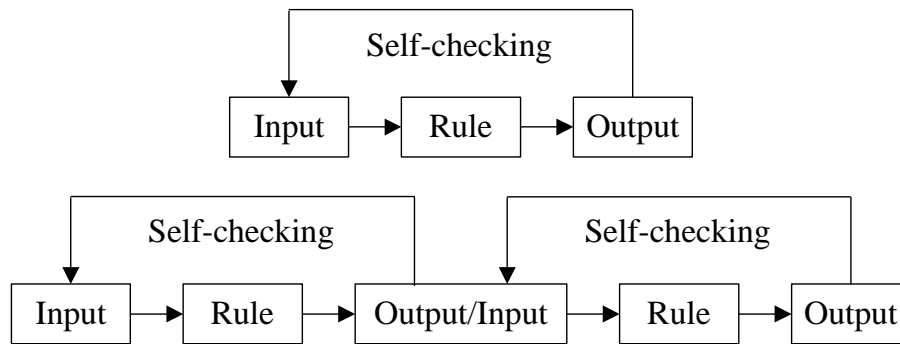 Self-checking
Input Rule Output
Self-checking Self-checking
Input Rule Output/Input Rule Output